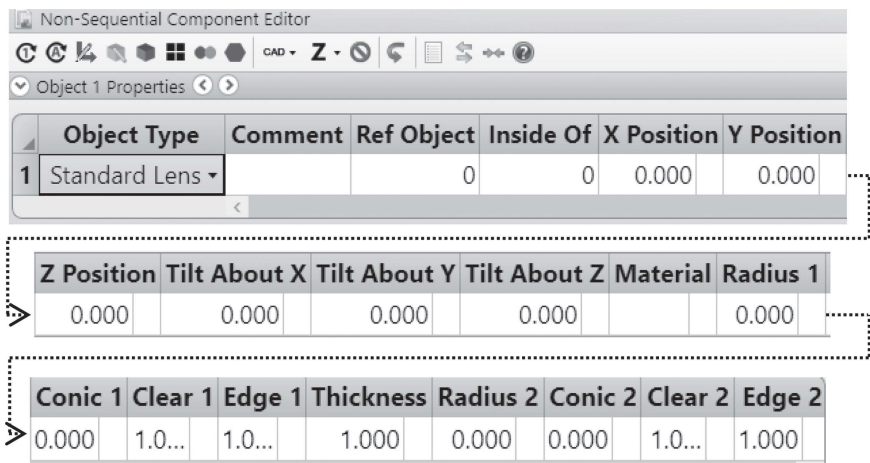 Non-Sequential Component Editor
CAD Z
Object 1 Properties
Object Type Comment Ref Object Inside Of X Position Y Position
1 Standard Lens 0 0 0.000 0.000
Z Position Tilt About X Tilt About Y Tilt About Z Material Radius 1
0.000 0.000 0.000 0.000 0.000
Conic 1 Clear 1 Edge 1 Thickness Radius 2 Conic 2 Clear 2 Edge 2
0.000 1.0... 1.0... 1.000 0.000 0.000 1.0... 1.000